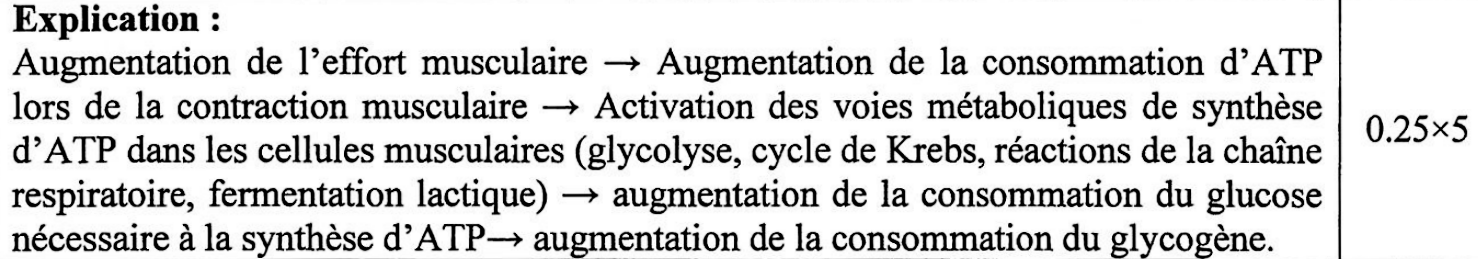 Explication :
Augmentation de l'effort musculaire → Augmentation de la consommation d'ATP
lors de la contraction musculaire → Activation des voies métaboliques de synthèse
d'ATP dans les cellules musculaires (glycolyse, cycle de Krebs, réactions de la chaîne
respiratoire, fermentation lactique) → augmentation de la consommation du glucose
nécessaire à la synthèse d'ATP→ augmentation de la consommation du glycogène.
0.25×5